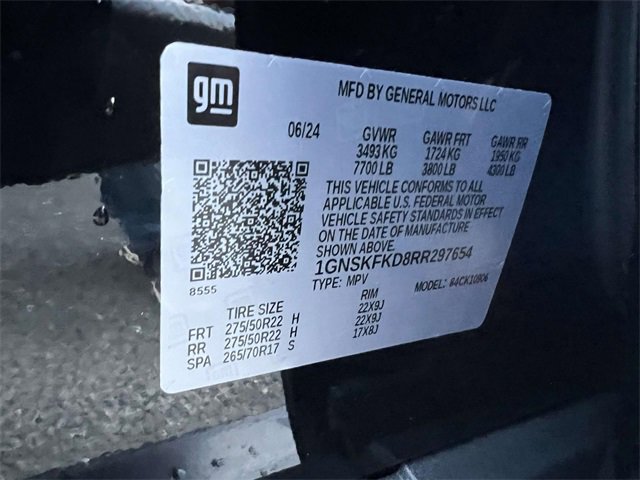 gm
MFD BY GENERAL MOTORS LLC
06/24 GVWR GAWR FRT GAWR RR
3493 KG 1724 KG 1950 KG
7700 LB 3800 LB 4300 LB
THIS VEHICLE CONFORMS TO ALL
APPLICABLE U.S. FEDERAL MOTOR
VEHICLE SAFETY STANDARDS IN EFFECT
ON THE DATE OF MANUFACTURE
SHOWN ABOVE.
1GNSKFKD8RR297654
8555
TYPE: MPV MODEL: 84CK10906
TIRE SIZE RIM
FRT 275/50R22 H 22X9J
RR 275/50R22 H 22X9J
SPA 265/70R17 S 17X8J